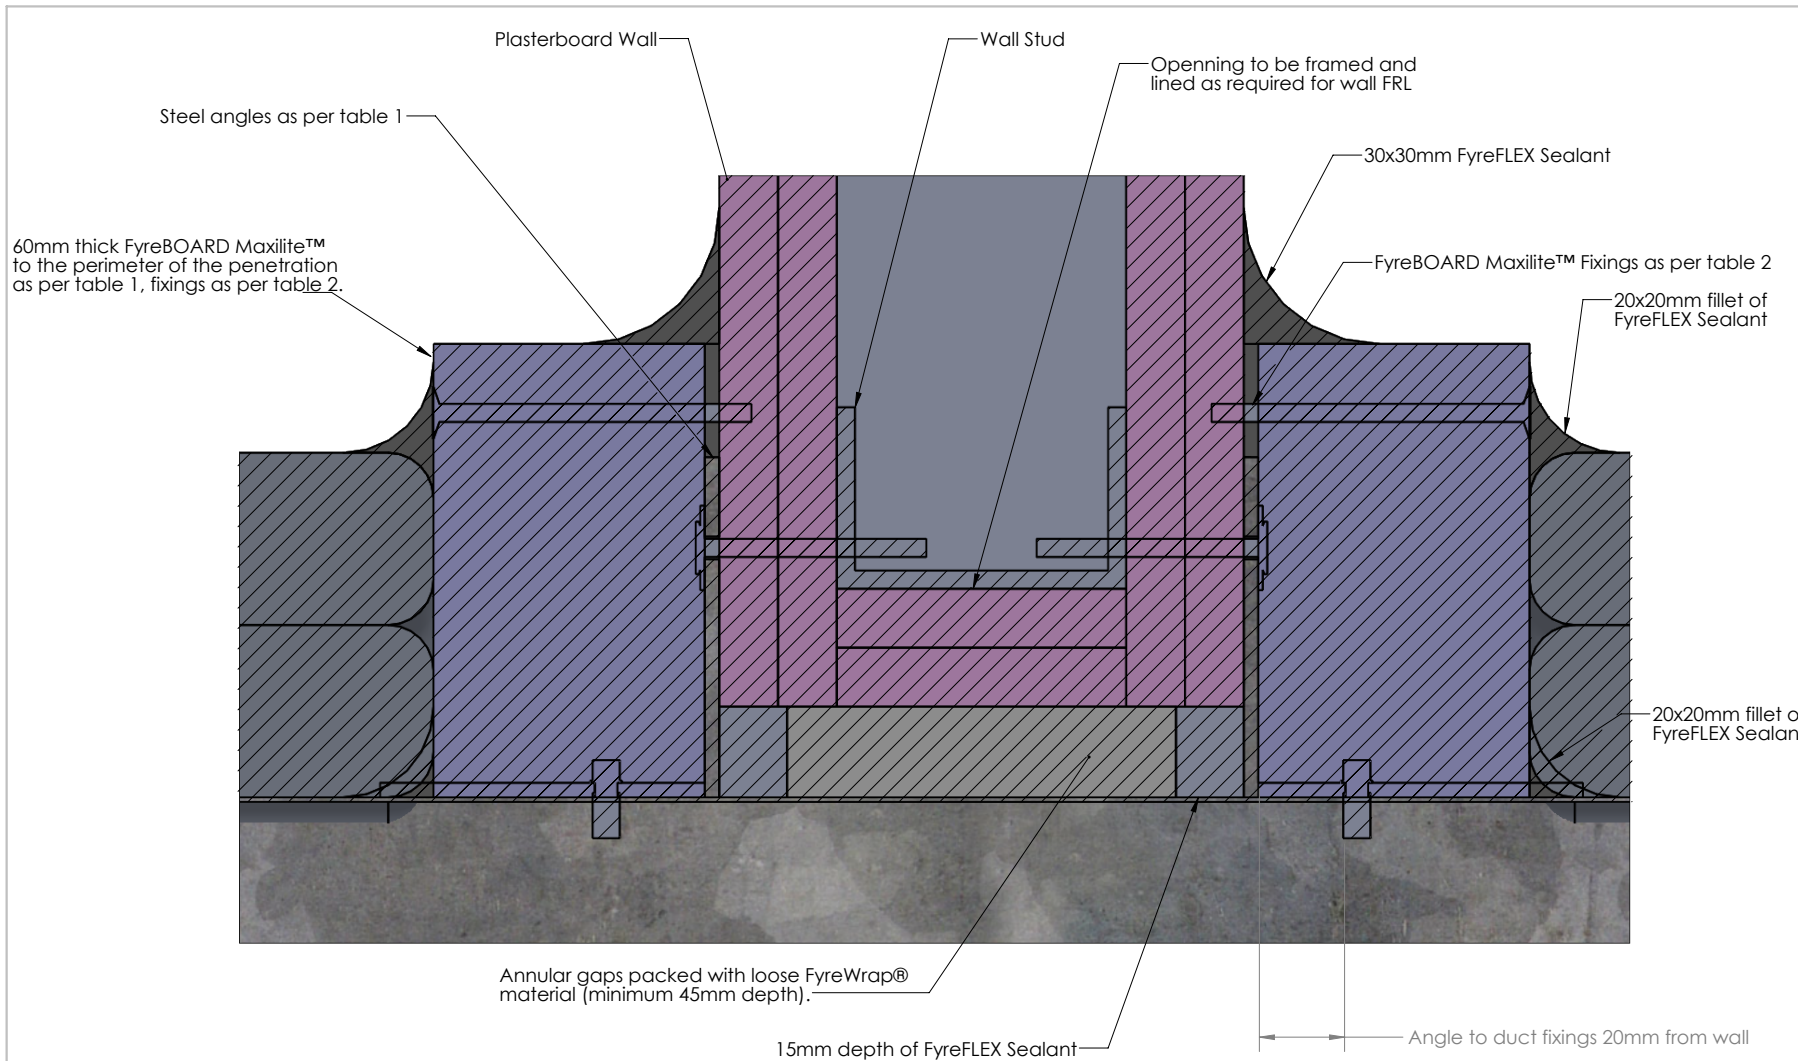 Plasterboard Wall
Wall Stud
Openning to be framed and
lined as required for wall FRL
Steel angles as per table 1
30x30mm FyreFLEX Sealant
60mm thick FyreBOARD Maxilite™
to the perimeter of the penetration
as per table 1, fixings as per table 2.
FyreBOARD Maxilite™ Fixings as per table 2
20x20mm fillet of
FyreFLEX Sealant
20x20mm fillet o
FyreFLEX Sealan
Annular gaps packed with loose FyreWrap®
material (minimum 45mm depth).
15mm depth of FyreFLEX Sealant
Angle to duct fixings 20mm from wall